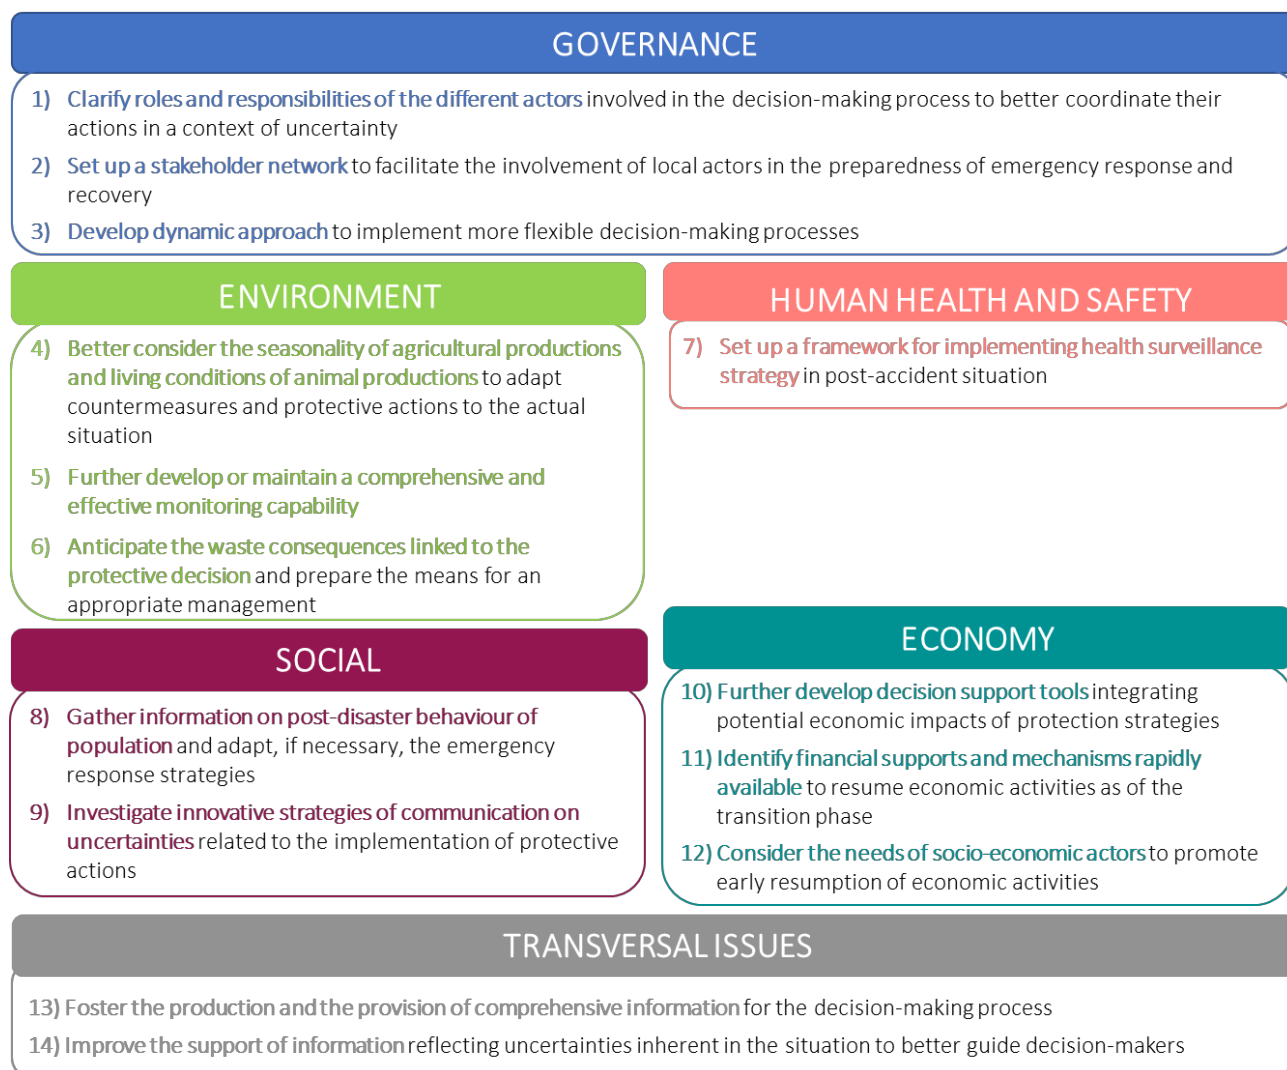 GOVERNANCE
1) Clarify roles and responsibilities of the different actors involved in the decision-making process to better coordinate their
actions in a context of uncertainty
2) Set up a stakeholder network to facilitate the involvement of local actors in the preparedness of emergency response and
recovery
3) Develop dynamic approach to implement more flexible decision-making processes
ENVIRONMENT
4) Better consider the seasonality of agricultural productions
and living conditions of animal productions to adapt
countermeasures and protective actions to the actual
situation
5) Further develop or maintain a comprehensive and
effective monitoring capability
6) Anticipate the waste consequences linked to the
protective decision and prepare the means for an
appropriate management
HUMAN HEALTH AND SAFETY
7) Set up a framework for implementing health surveillance
strategy in post-accident situation
SOCIAL
8) Gather information on post-disaster behaviour of
population and adapt, if necessary, the emergency
response strategies
9) Investigate innovative strategies of communication on
uncertainties related to the implementation of protective
actions
ECONOMY
10) Further develop decision support tools integrating
potential economic impacts of protection strategies
11) Identify financial supports and mechanisms rapidly
available to resume economic activities as of the
transition phase
12) Consider the needs of socio-economic actors to promote
early resumption of economic activities
TRANSVERSAL ISSUES
13) Foster the production and the provision of comprehensive information for the decision-making process
14) Improve the support of information reflecting uncertainties inherent in the situation to better guide decision-makers